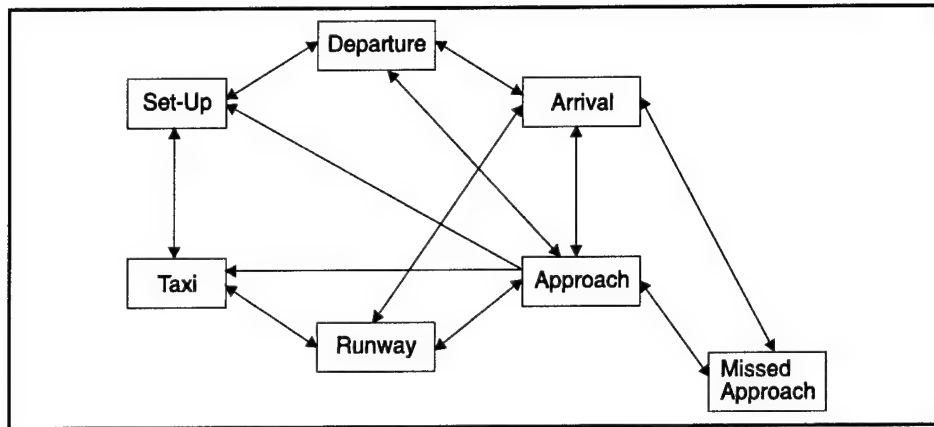 Departure
Set-Up
Arrival
Taxi
Approach
Runway
Missed
Approach